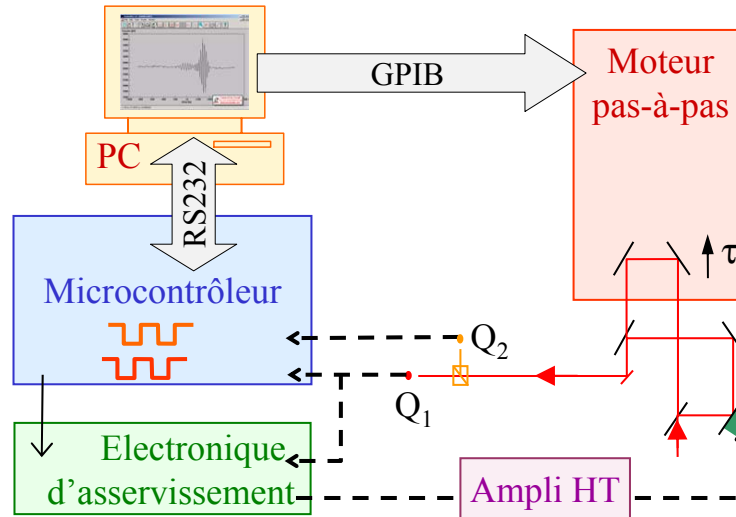 GPIB
Moteur
pas-à-pas
PC
RS232
τ
Microcontrôleur
Q2
Q1
Electronique
d'asservissement
Ampli HT